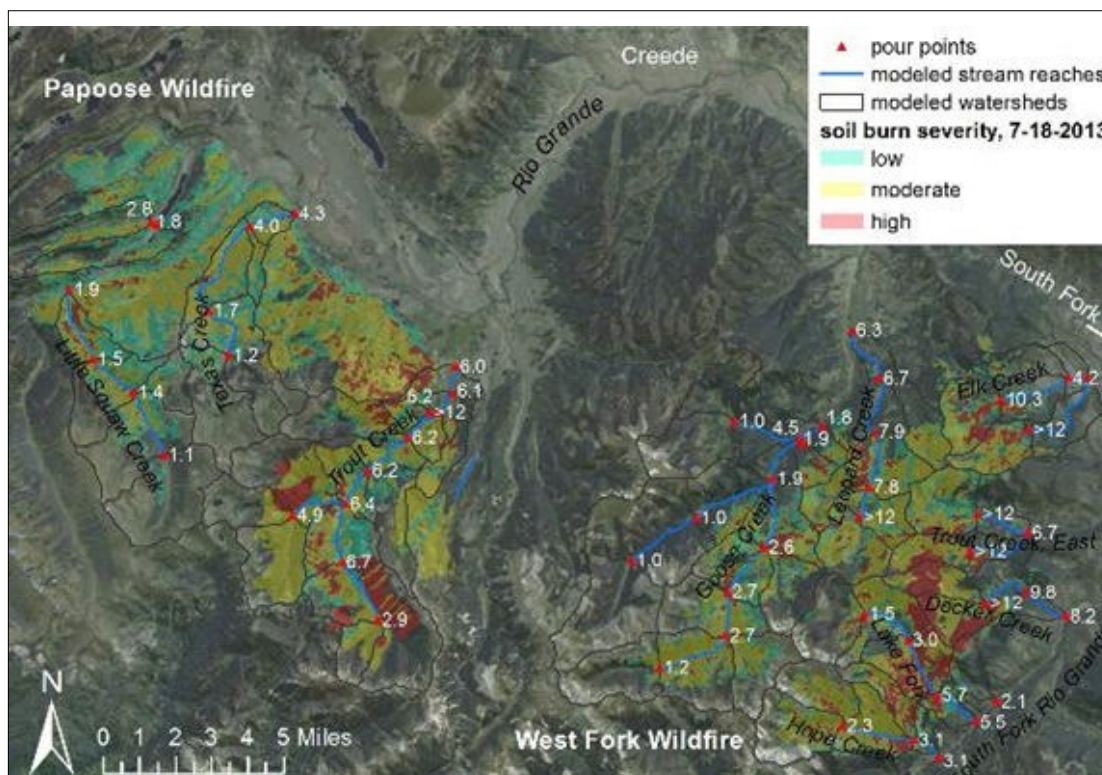 Creede
pour points
modeled stream reaches
modeled watersheds
soil burn severity, 7-18-2013
low
moderate
high
Papoose Wildfire
Rio Grande
South Fork
2.8
1.8
4.0
4.3
1.9
1.7
1.5
1.2
1.4
1.1
Little Squaw Creek
Texas Creek
6.0
6.2
6.1
>12
6.2
Trout Creek
6.2
6.4
4.9
6.7
2.9
6.3
6.7
Elk Creek
4.2
10.3
>12
1.0
4.5
1.8
1.9
7.9
Leopard Creek
1.9
7.8
1.0
>12
>12
6.7
Trout Creek, East
>12
1.0
Goose Creek
2.6
2.7
9.8
>12
Decker Creek
8.2
1.5
2.7
3.0
Lake Fork
1.2
5.7
2.1
5.5
2.3
Hope Creek
3.1
3.1
South Fork Rio Grande
N
0 1 2 3 4 5 Miles
West Fork Wildfire